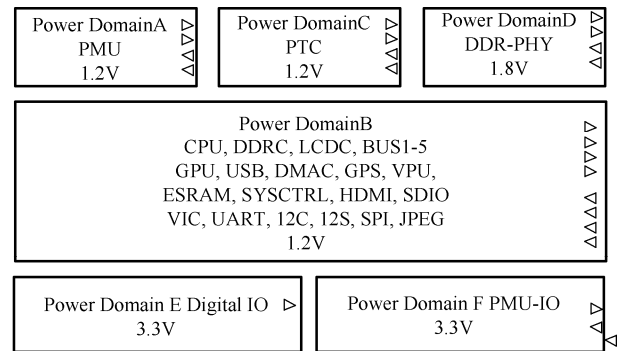 Power DomainA
PMU
1.2V
Power DomainC
PTC
1.2V
Power DomainD
DDR-PHY
1.8V
Power DomainB
CPU, DDRC, LCDC, BUS1-5
GPU, USB, DMAC, GPS, VPU,
ESRAM, SYSCTRL, HDMI, SDIO
VIC, UART, 12C, 12S, SPI, JPEG
1.2V
Power Domain E Digital IO
3.3V
Power Domain F PMU-IO
3.3V